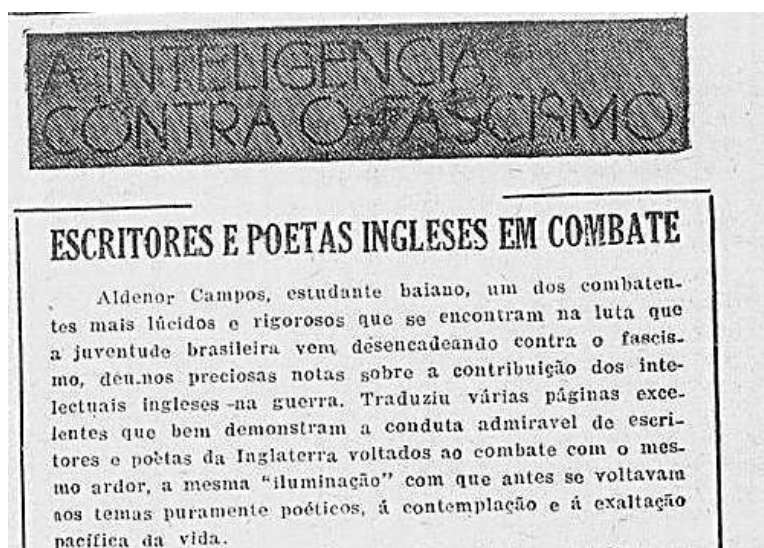 A INTELIGENCIA
CONTRA O FASCISMO
ESCRITORES E POETAS INGLESES EM COMBATE
Aldenor Campos, estudante baiano, um dos combaten-
tes mais lúcidos e rigorosos que se encontram na luta que
a juventude brasileira vem desencadeando contra o fascis-
mo, deu-nos preciosas notas sobre a contribuição dos inte-
lectuais ingleses -na guerra. Traduziu várias páginas exce-
lentes que bem demonstram a conduta admiravel de escri-
tores e poètas da Inglaterra voltados ao combate com o mes-
mo ardor, a mesma “iluminação” com que antes se voltavam
aos temas puramente poéticos, á contemplação e á exaltação
pacifica da vida.